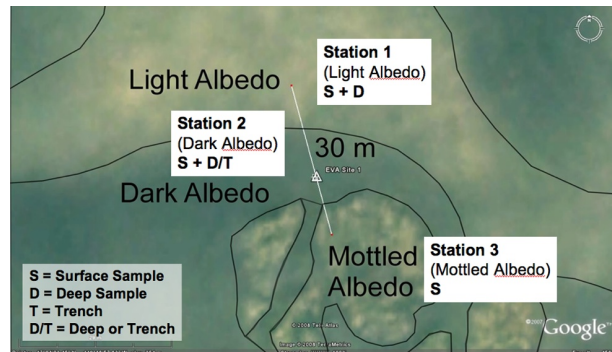 Station 1
(Light Albedo)
S + D
Light Albedo
Station 2
(Dark Albedo)
S + D/T
30 m
EVA Site 1
Dark Albedo
Mottled
Albedo
Station 3
(Mottled Albedo)
S
S = Surface Sample
D = Deep Sample
T = Trench
D/T = Deep or Trench
Google